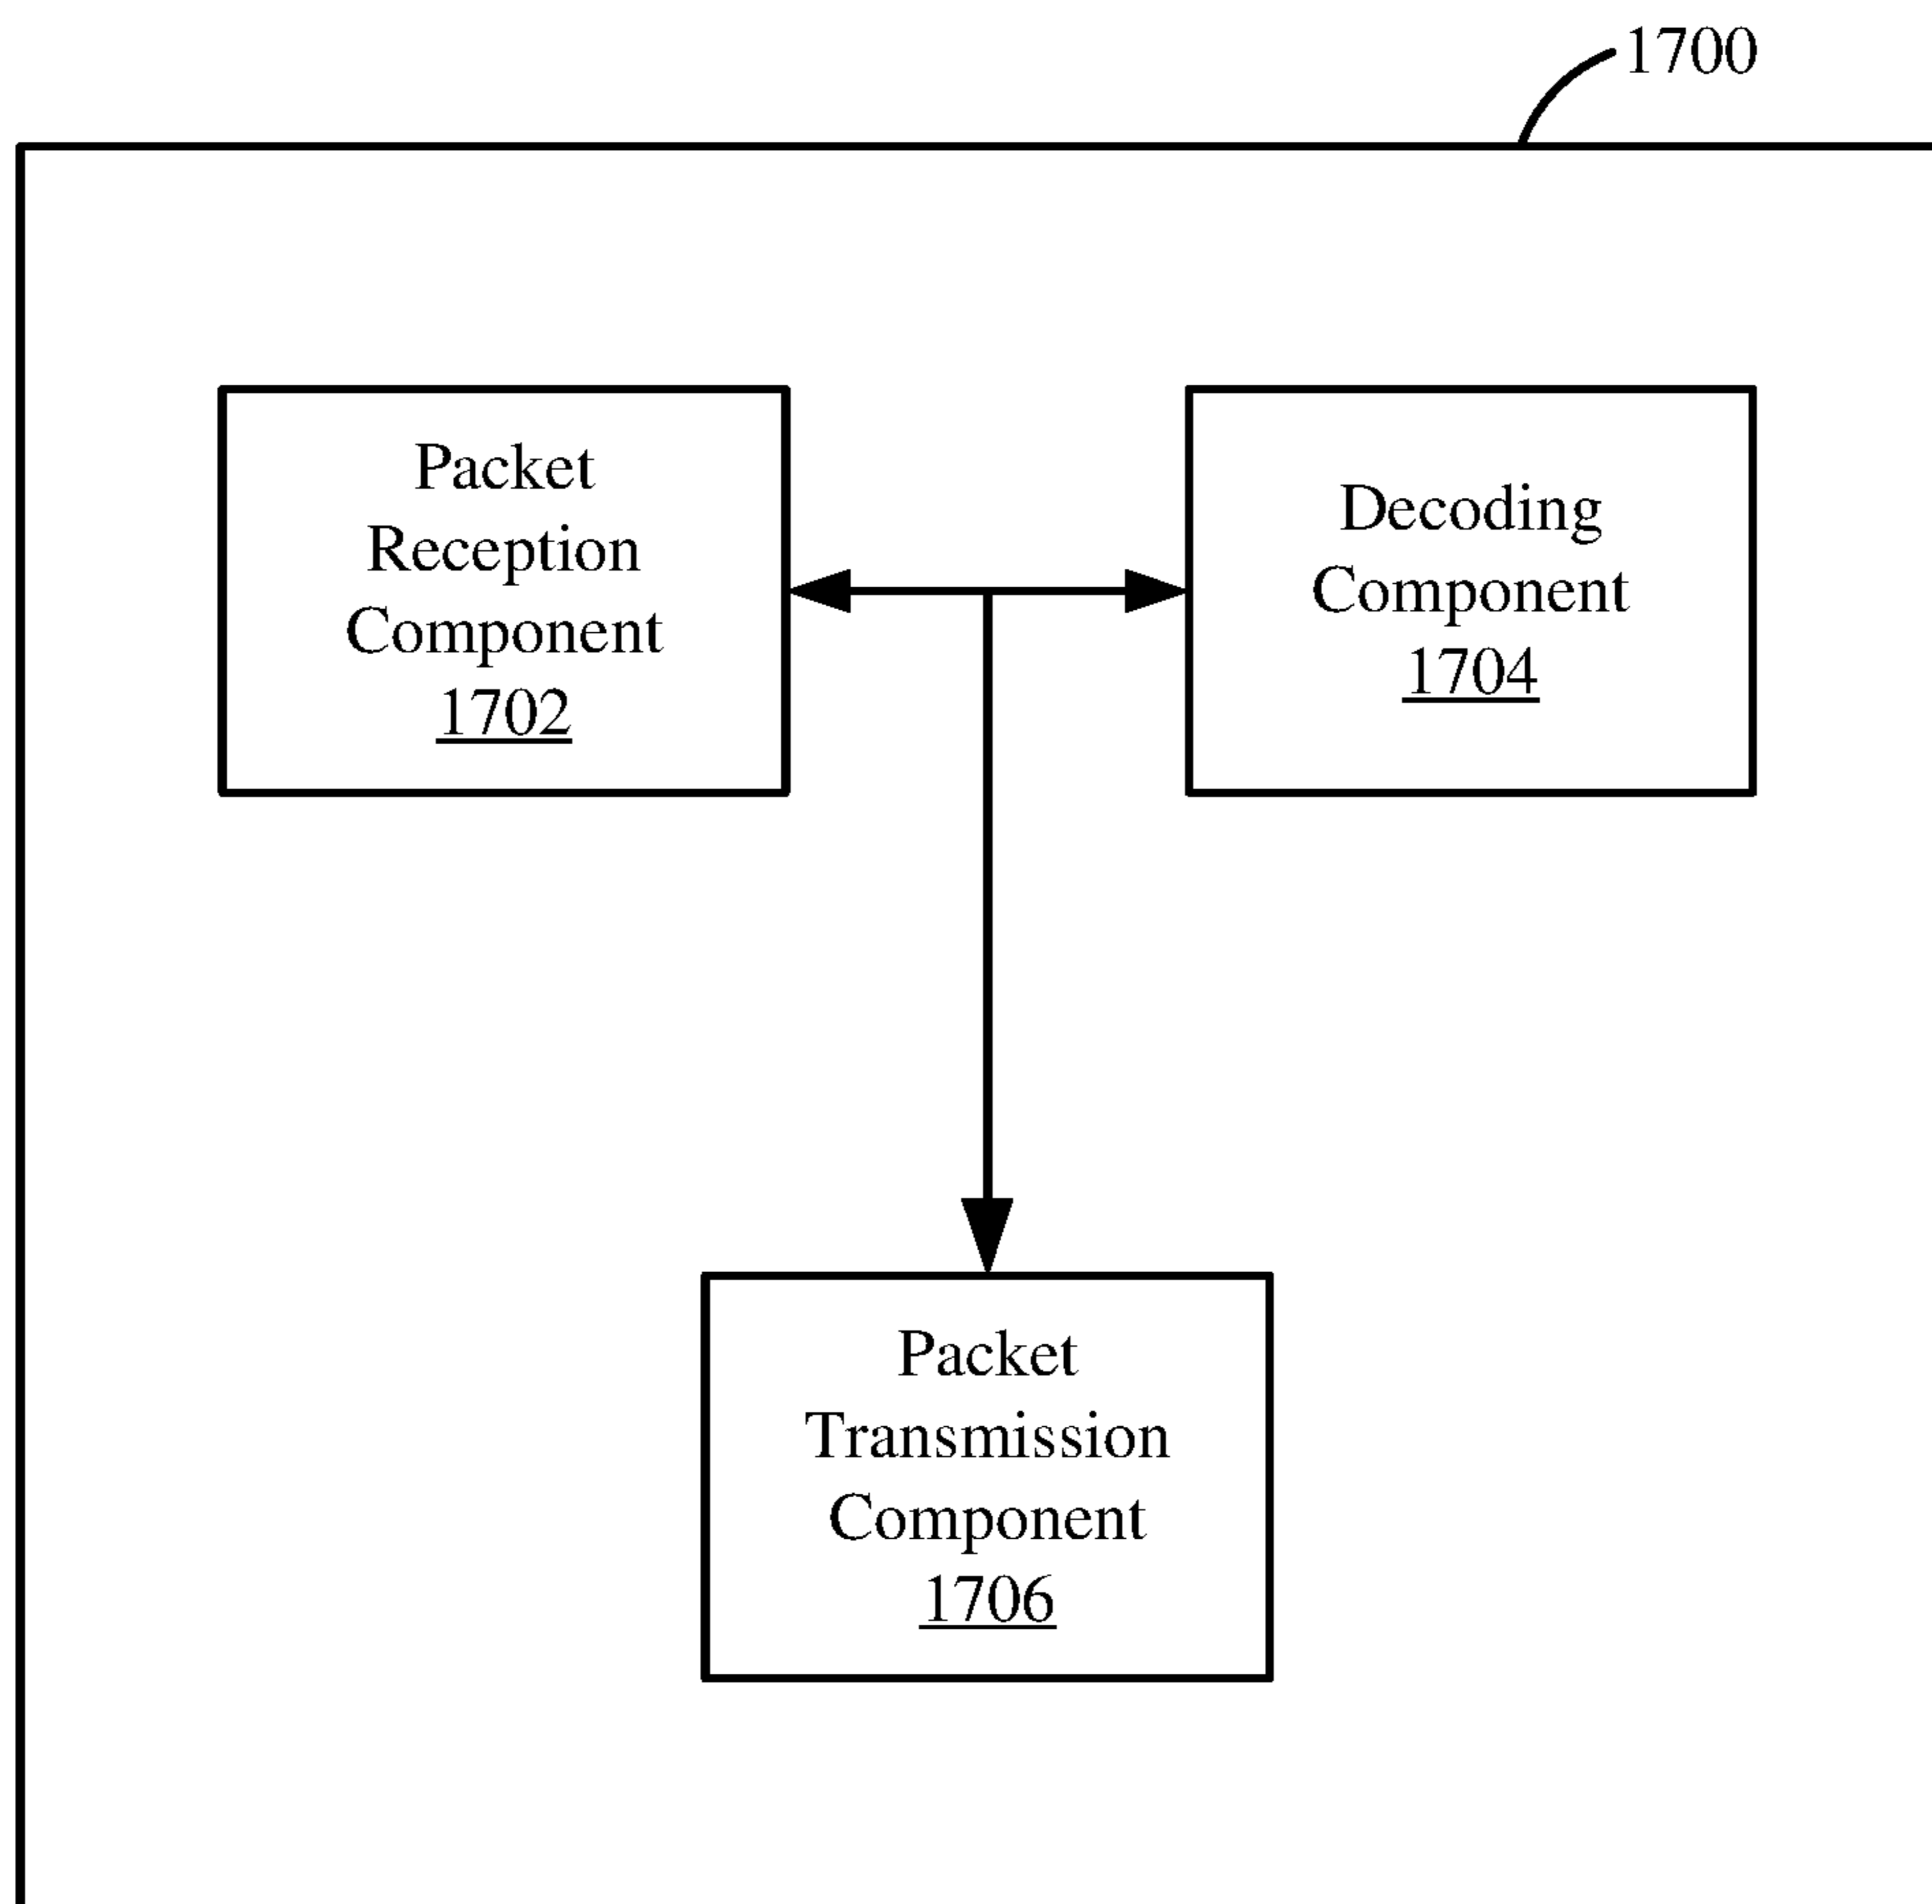 1700
Packet
Reception
Component
1702
Decoding
Component
1704
Packet
Transmission
Component
1706